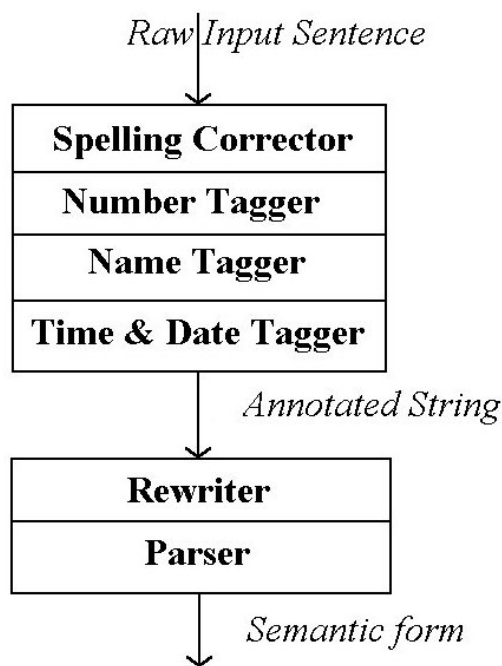 Raw Input Sentence
Spelling Corrector
Number Tagger
Name Tagger
Time & Date Tagger
Annotated String
Rewriter
Parser
Semantic form